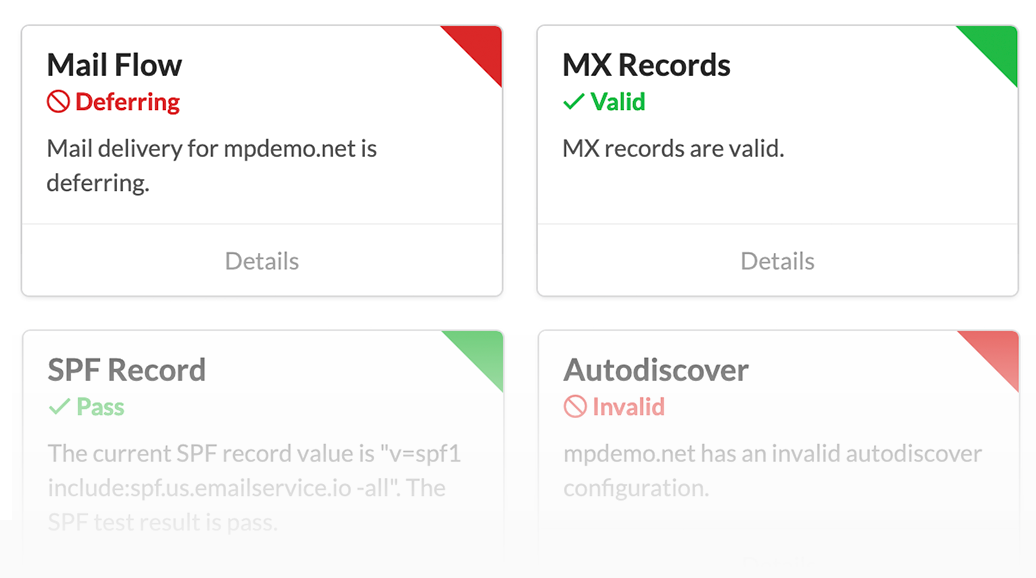 Mail Flow
Deferring
Mail delivery for mpdemo.net is
deferring.
Details
MX Records
Valid
MX records are valid.
Details
SPF Record
Pass
The current SPF record value is "v=spf1
include:spf.us.emailservice.io -all". The
SPF test result is pass.
Autodiscover
Invalid
mpdemo.net has an invalid autodiscover
configuration.